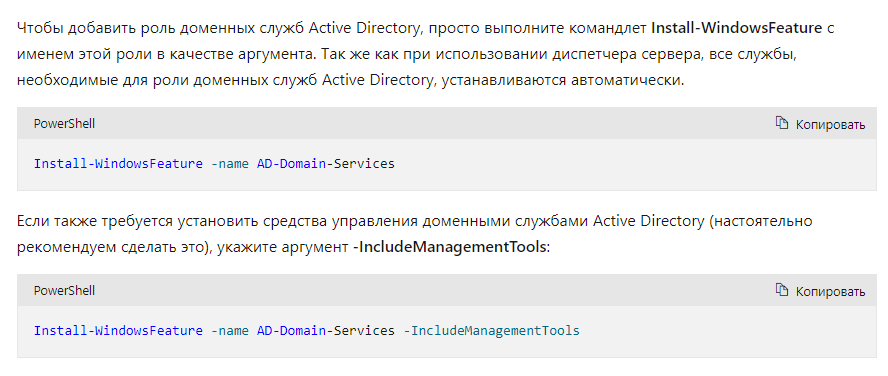 Чтобы добавить роль доменных служб Active Directory, просто выполните командлет Install-WindowsFeature с
именем этой роли в качестве аргумента. Так же как при использовании диспетчера сервера, все службы,
необходимые для роли доменных служб Active Directory, устанавливаются автоматически.
PowerShell Копировать
Install-WindowsFeature -name AD-Domain-Services
Если также требуется установить средства управления доменными службами Active Directory (настоятельно
рекомендуем сделать это), укажите аргумент -IncludeManagementTools:
PowerShell Копировать
Install-WindowsFeature -name AD-Domain-Services -IncludeManagementTools